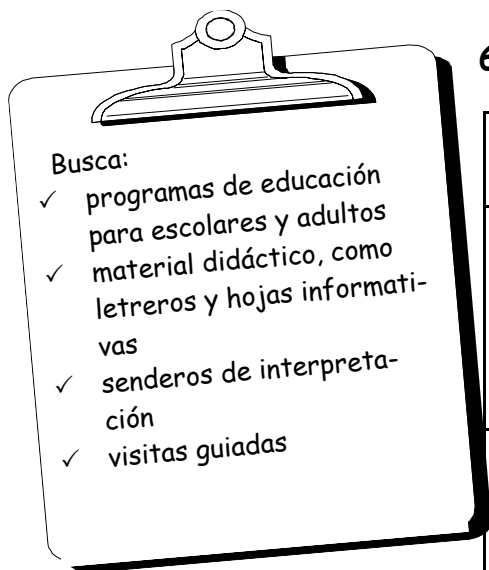 Busca:
✓ programas de educación
para escolares y adultos
✓ material didáctico, como
letreros y hojas informati-
vas
✓ senderos de interpreta-
ción
✓ visitas guiadas